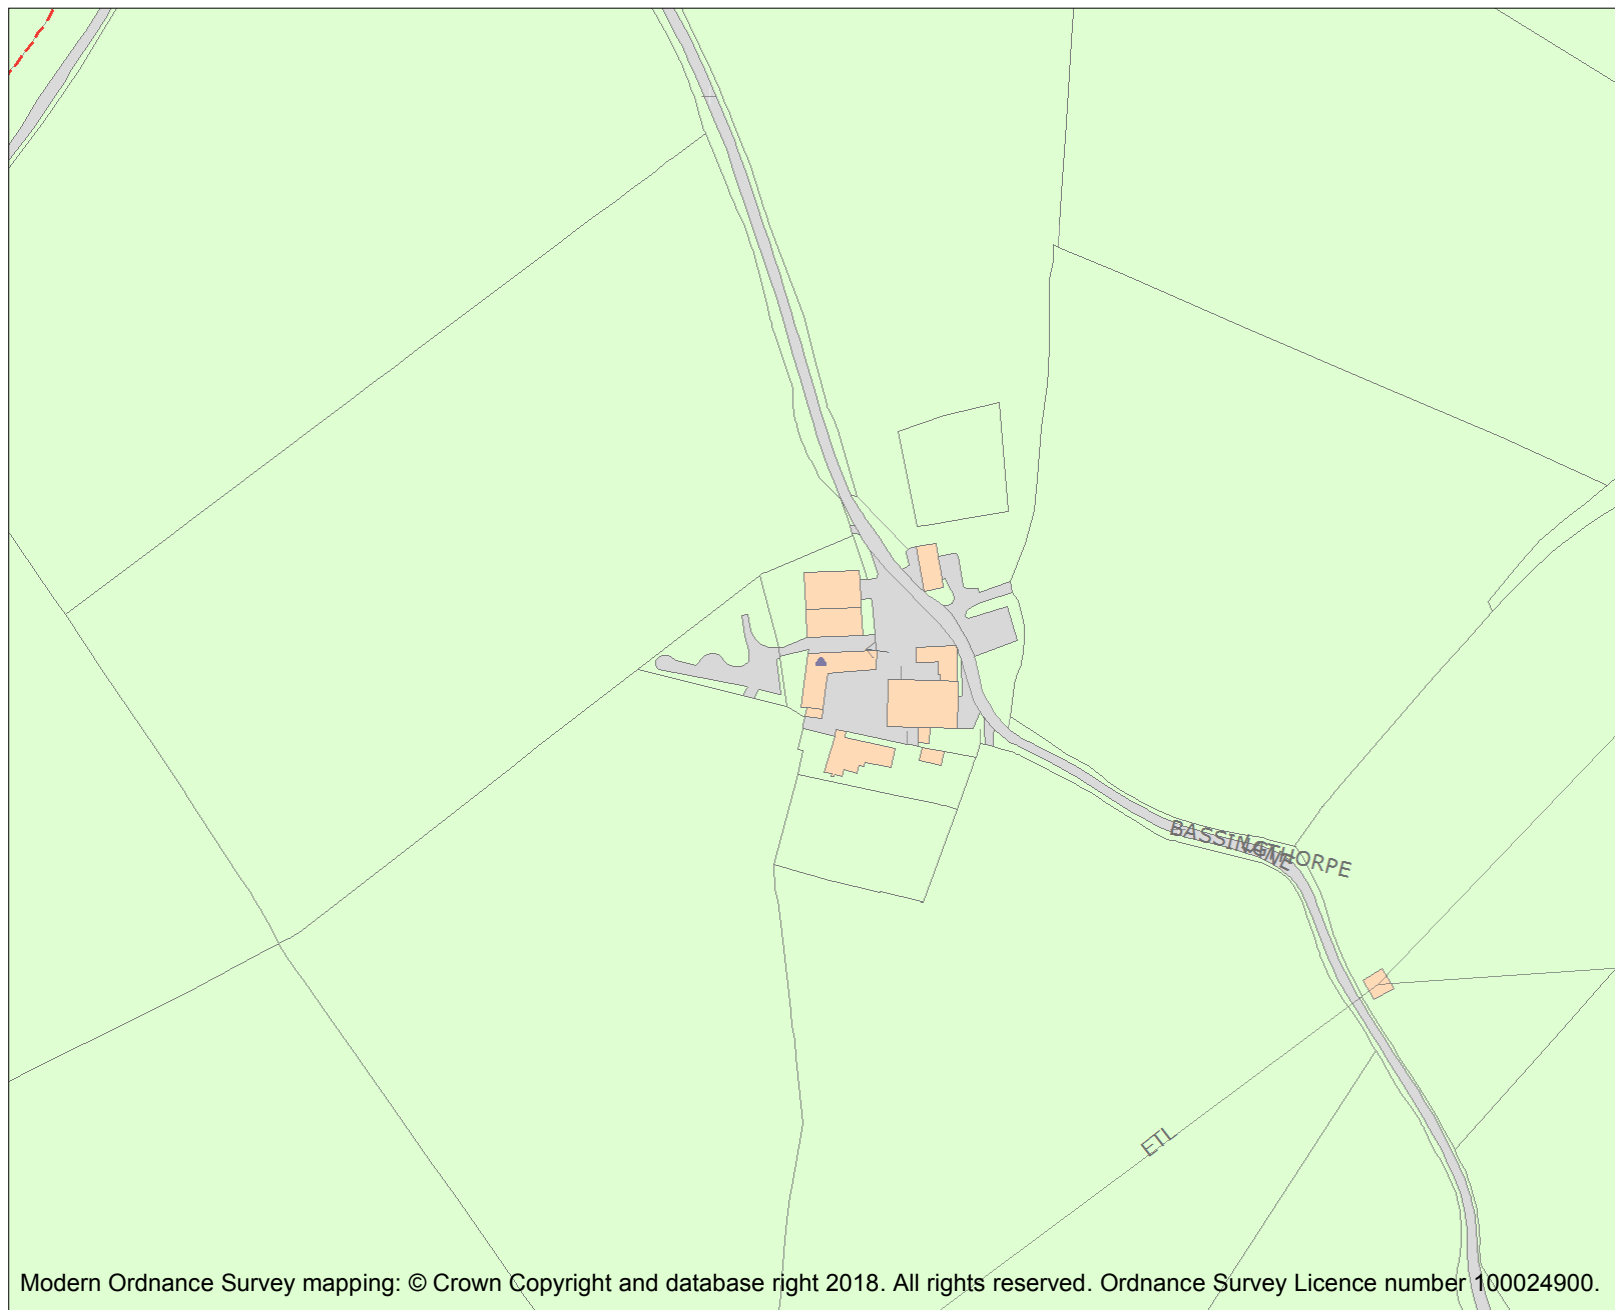 BASSINGTHORPE
LANE
ETL
Modern Ordnance Survey mapping: © Crown Copyright and database right 2018. All rights reserved. Ordnance Survey Licence number 100024900.